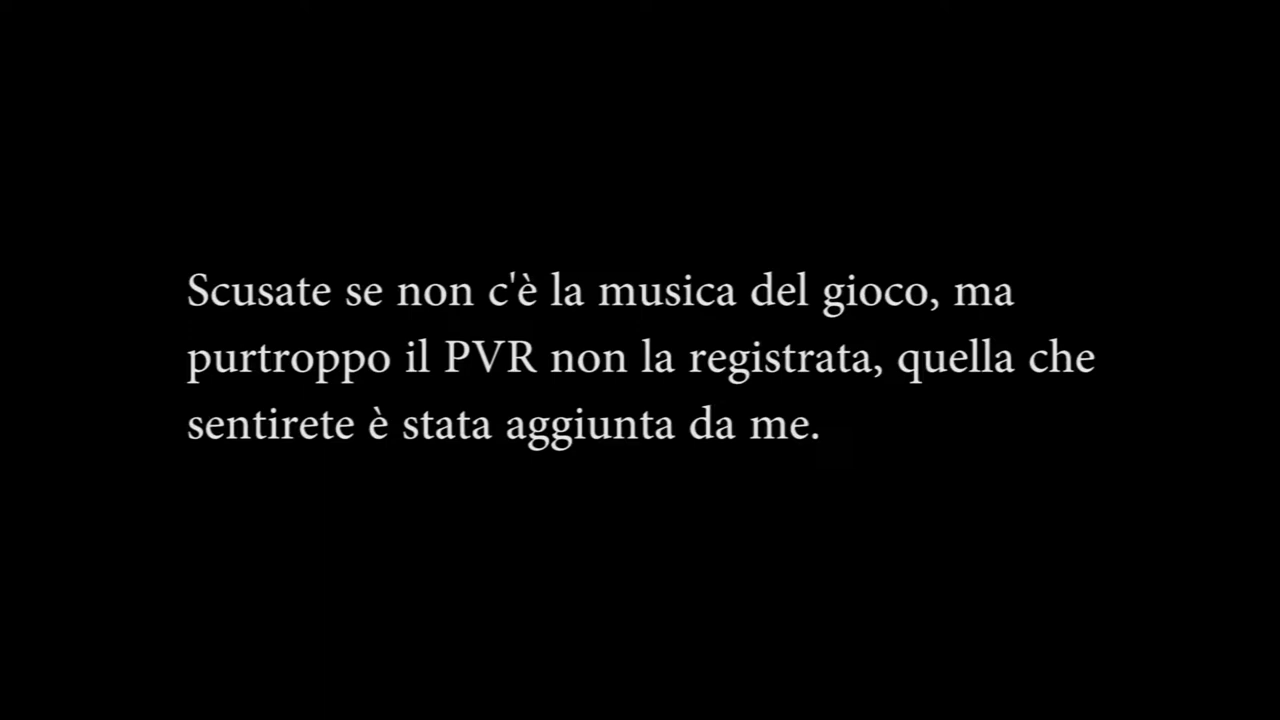 Scusate se non c'è la musica del gioco, ma
purtroppo il PVR non la registrata, quella che
sentirete è stata aggiunta da me.